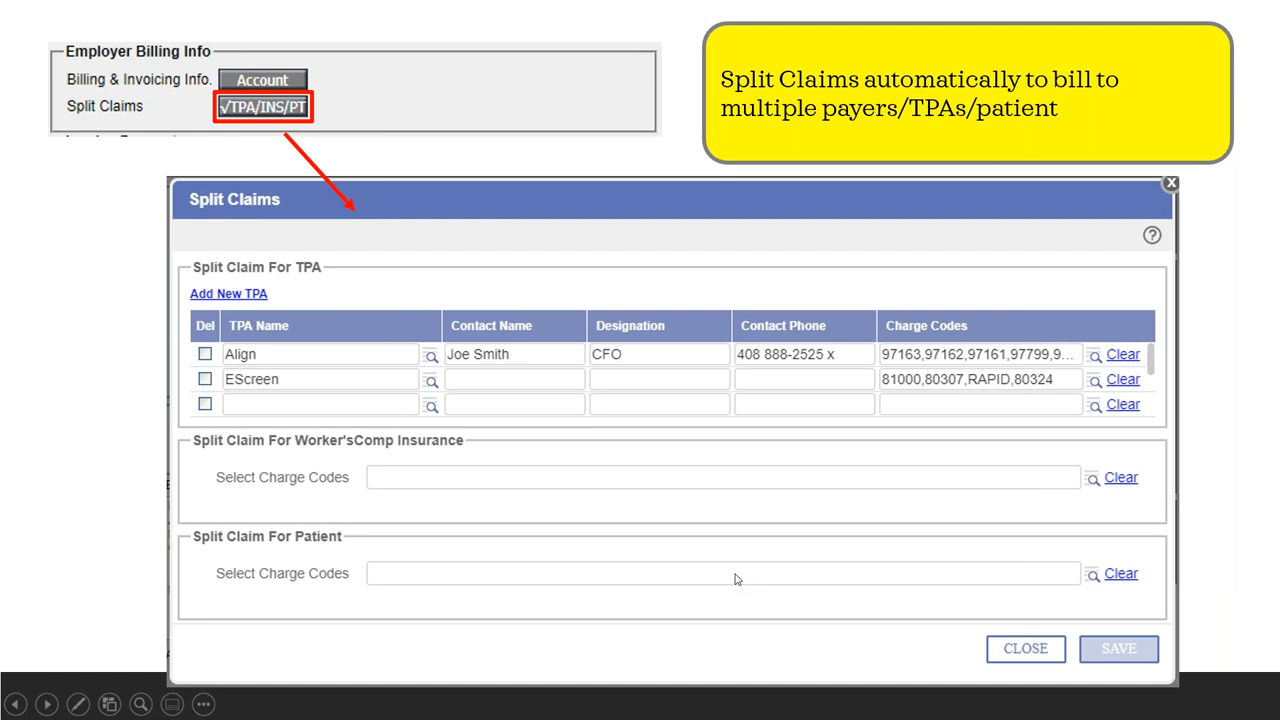 Employer Billing Info
Billing & Invoicing Info. Account
Split Claims √TPA/INS/PT
Split Claims automatically to bill to
multiple payers/TPAs/patient
X
Split Claims
?
Split Claim For TPA
Add New TPA
Del TPA Name Contact Name Designation Contact Phone Charge Codes
Align Joe Smith CFO 408 888-2525 x 97163,97162,97161,97799,9... Clear
EScreen 81000,80307,RAPID,80324 Clear
Clear
Split Claim For Worker'sComp Insurance
Select Charge Codes Clear
Split Claim For Patient
Select Charge Codes Clear
CLOSE SAVE